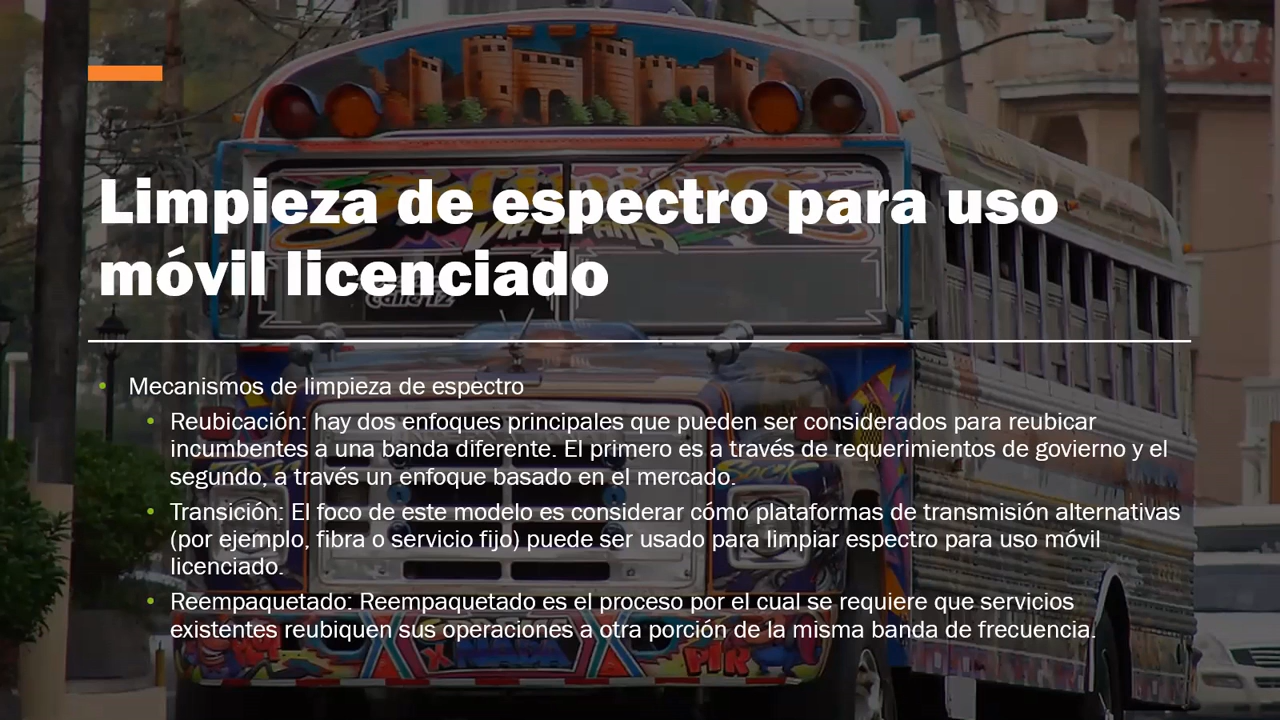 Limpieza de espectro para uso
móvil licenciado
• Mecanismos de limpieza de espectro
• Reubicación: hay dos enfoques principales que pueden ser considerados para reubicar
incumbentes a una banda diferente. El primero es a través de requerimientos de govierno y el
segundo, a través un enfoque basado en el mercado.
• Transición: El foco de este modelo es considerar cómo plataformas de transmisión alternativas
(por ejemplo, fibra o servicio fijo) puede ser usado para limpiar espectro para uso móvil
licenciado.
• Reempaquetado: Reempaquetado es el proceso por el cual se requiere que servicios
existentes reubiquen sus operaciones a otra porción de la misma banda de frecuencia.